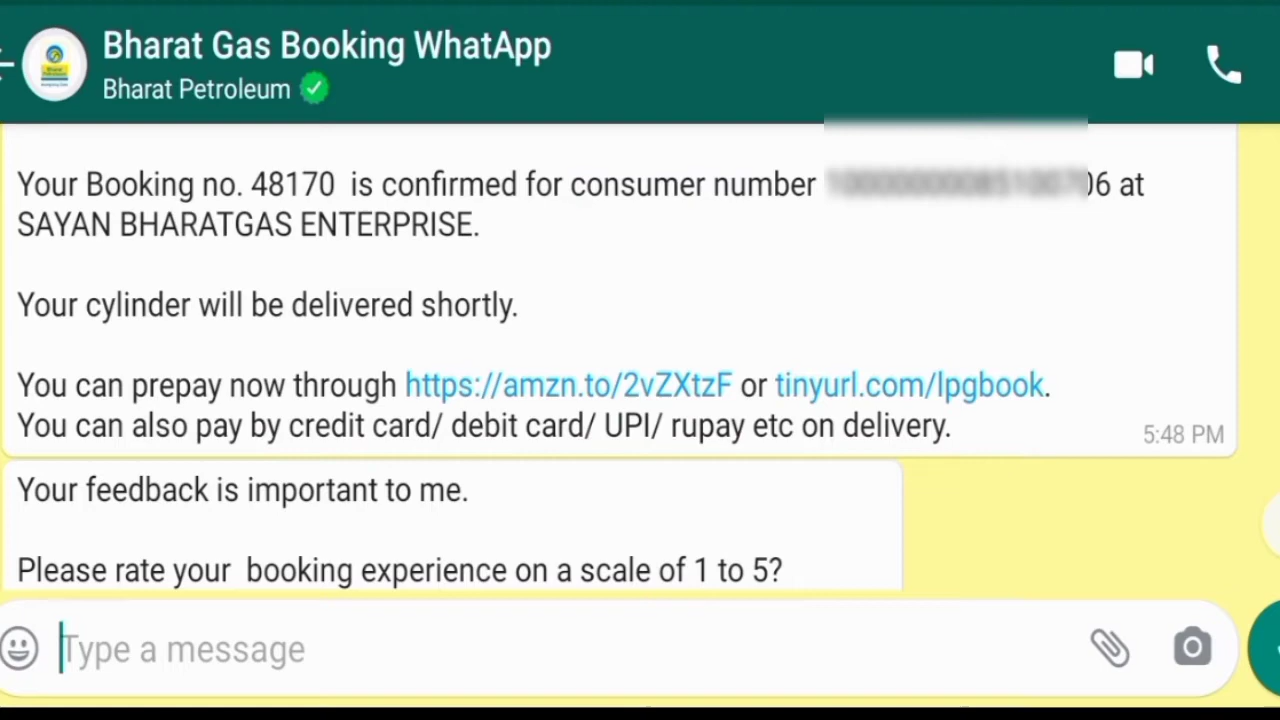 Bharat Gas Booking WhatApp
Bharat Petroleum
Your Booking no. 48170 is confirmed for consumer number 06 at
SAYAN BHARATGAS ENTERPRISE.
Your cylinder will be delivered shortly.
You can prepay now through https://amzn.to/2vZXtzF or tinyurl.com/lpgbook.
You can also pay by credit card/ debit card/ UPI/ rupay etc on delivery.
5:48 PM
Your feedback is important to me.
Please rate your booking experience on a scale of 1 to 5?
Type a message